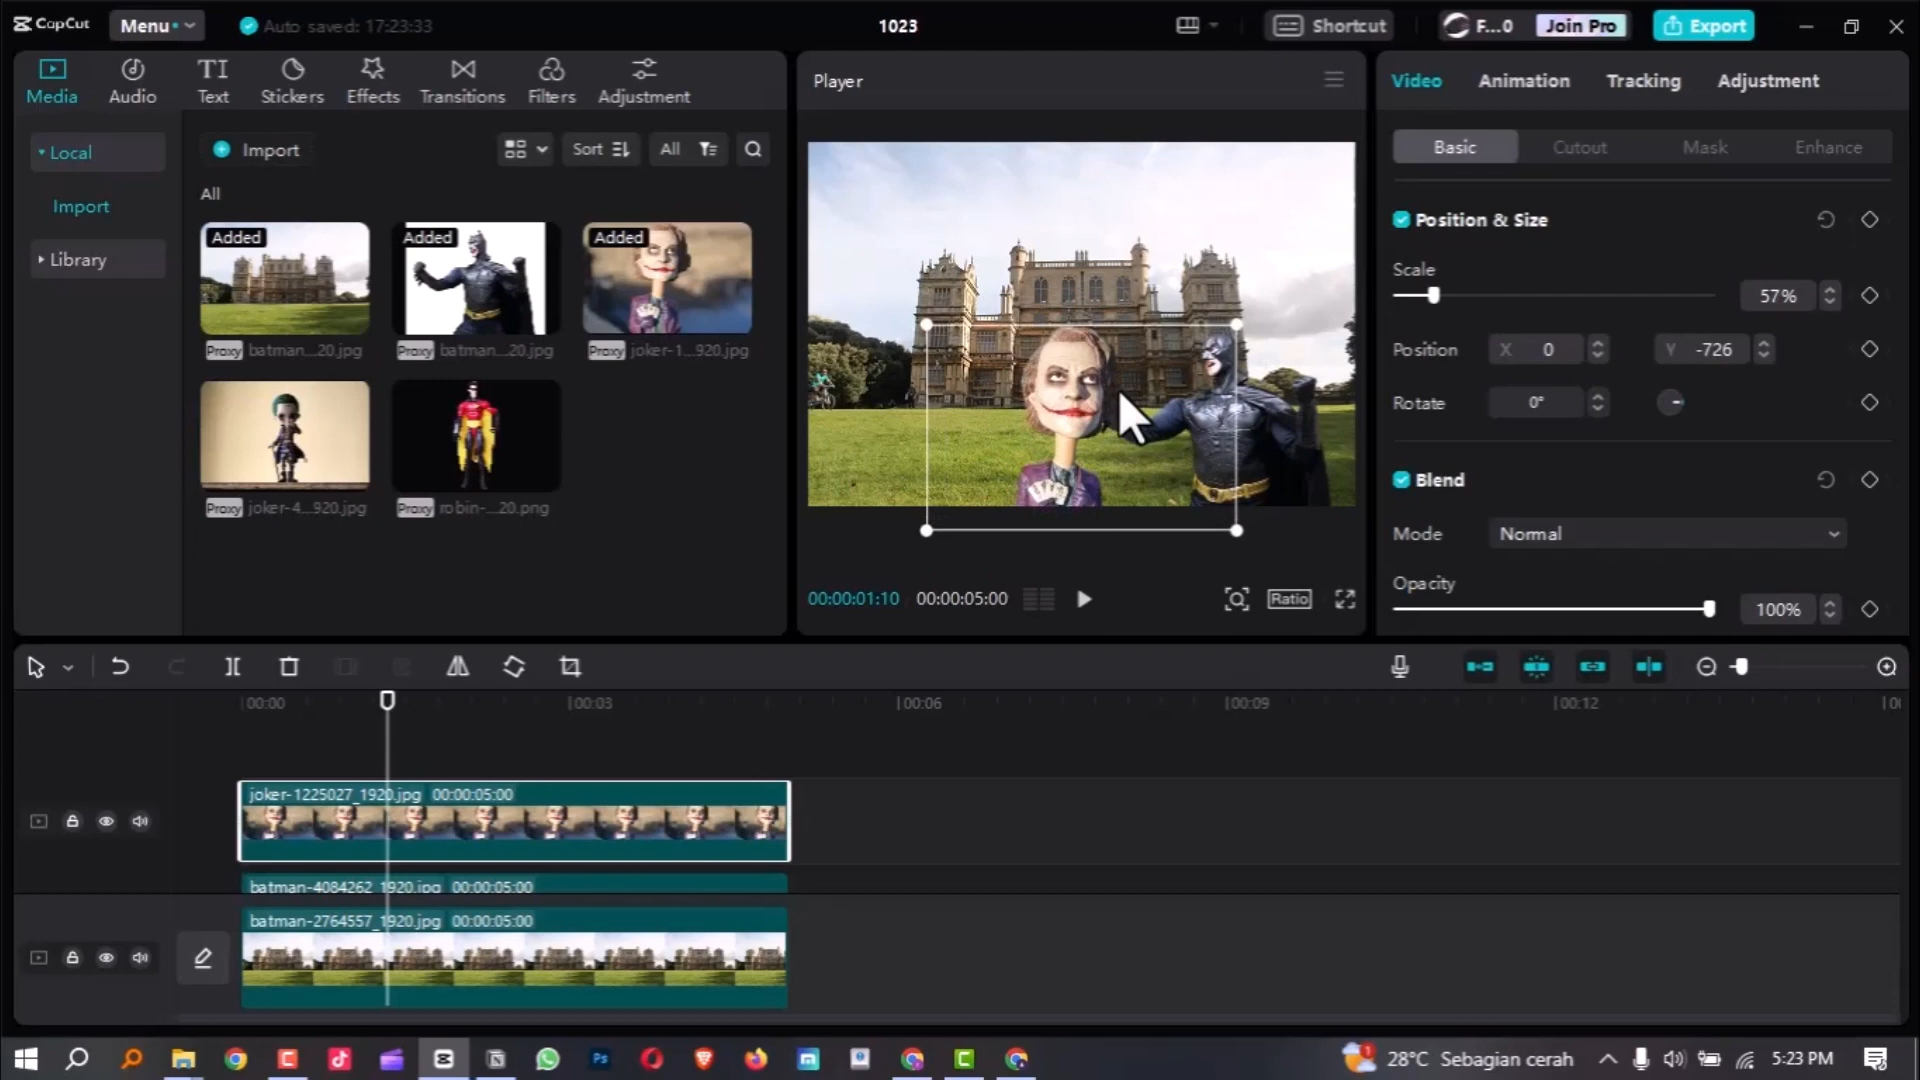 CapCut Menu Auto saved: 17:23:33 1023 Shortcut F...0 Join Pro Export
Media Audio Text Stickers Effects Transitions Filters Adjustment
Player
Video Animation Tracking Adjustment
Local
Import
Library
Import Sort All
All
Added
Added
Added
Proxy batman...20.jpg
Proxy batman...20.jpg
Proxy joker-1...920.jpg
Proxy joker-4...920.jpg
Proxy robin-...20.png
00:00:01:10 00:00:05:00 Ratio
Basic Cutout Mask Enhance
Position & Size
Scale
57%
Position X 0 Y -726
Rotate 0°
Blend
Mode Normal
Opacity
100%
00:00 00:03 00:06 00:09 00:12
joker-1225027_1920.jpg 00:00:05:00
batman-4084262_1920.jpg 00:00:05:00
batman-2764557_1920.jpg 00:00:05:00
Ps 1 28°C Sebagian cerah 5:23 PM